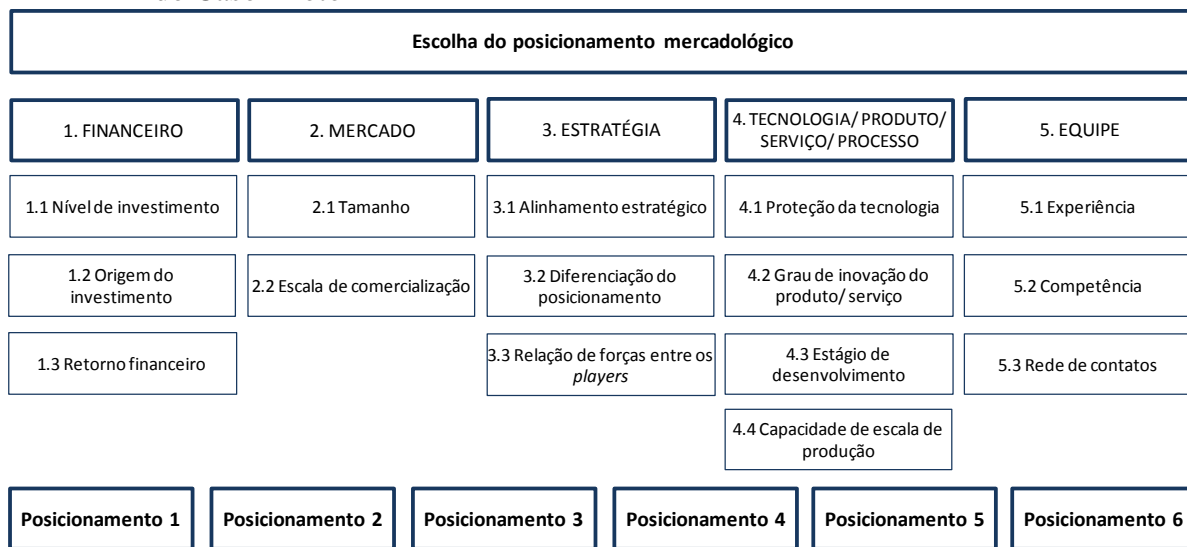 Escolha do posicionamento mercadológico
1. FINANCEIRO
2. MERCADO
3. ESTRATÉGIA
4. TECNOLOGIA/ PRODUTO/
SERVIÇO/ PROCESSO
5. EQUIPE
1.1 Nível de investimento
2.1 Tamanho
3.1 Alinhamento estratégico
4.1 Proteção da tecnologia
5.1 Experiência
1.2 Origem do
investimento
2.2 Escala de comercialização
3.2 Diferenciação do
posicionamento
4.2 Grau de inovação do
produto/ serviço
5.2 Competência
1.3 Retorno financeiro
3.3 Relação de forças entre os
players
4.3 Estágio de
desenvolvimento
5.3 Rede de contatos
4.4 Capacidade de escala de
produção
Posicionamento 1
Posicionamento 2
Posicionamento 3
Posicionamento 4
Posicionamento 5
Posicionamento 6